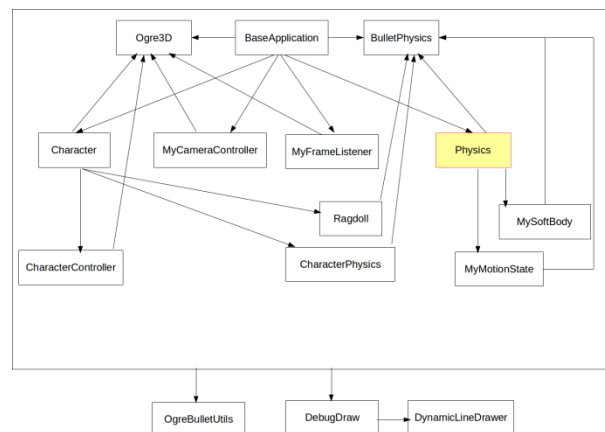 Ogre3D
BaseApplication
BulletPhysics
Character
MyCameraController
MyFrameListener
Physics
Ragdoll
MySoftBody
CharacterController
CharacterPhysics
MyMotionState
OgreBulletUtils
DebugDraw
DynamicLineDrawer